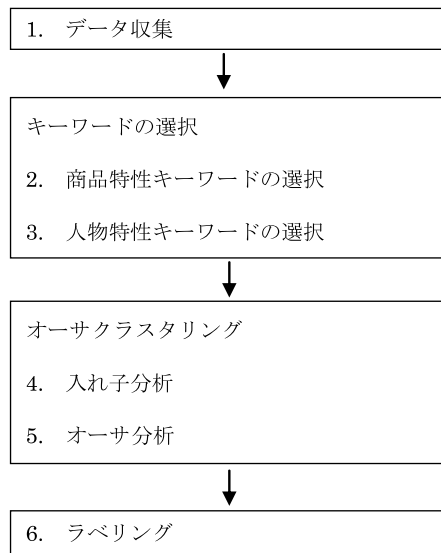 1. データ収集
キーワードの選択
2. 商品特性キーワードの選択
3. 人物特性キーワードの選択
オーサクラスタリング
4. 入れ子分析
5. オーサ分析
6. ラベリング